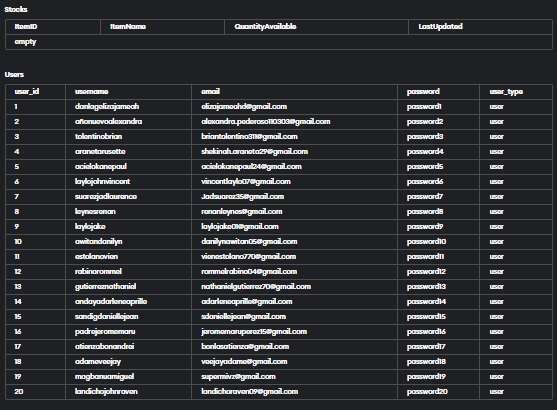 Stocks
ItemID ItemName QuantityAvailable LastUpdated
empty
Users
user_id username email password user_type
1 danlagelizajameah elizajameahd@gmail.com password1 user
2 añonuevoalexandra alexandra.pederoso110303@gmail.com password2 user
3 tolentinobrian briantolentino311@gmail.com password3 user
4 aranetarusette shekinah.araneta29@gmail.com password4 user
5 acielokanepaul acielokanepaul24@gmail.com password5 user
6 laylojohnvincent vincentlaylo07@gmail.com password6 user
7 suarezjadlaurence Jadsuarez35@gmail.com password7 user
8 leynesrenan renanleynes@gmail.com password8 user
9 laylojake laylojake01@gmail.com password9 user
10 awitandanilyn danilynawitan05@gmail.com password10 user
11 estolanovien vienestolano770@gmail.com password11 user
12 rabinorommel rommelrabino04@gmail.com password12 user
13 gutierreznathaniel nathanielgutierrez70@gmail.com password13 user
14 andayadarleneaprille adarleneaprille@gmail.com password14 user
15 sandigdaniellejean sdaniellejean@gmail.com password15 user
16 padrejeromemaru jeromemaruperez15@gmail.com password16 user
17 atienzabonandrei bonlasatienza@gmail.com password17 user
18 adameveejay veejayadame@gmail.com password18 user
19 magbanuamiguel supermivz@gmail.com password19 user
20 landichojohnraven landichoraven09@gmail.com password20 user